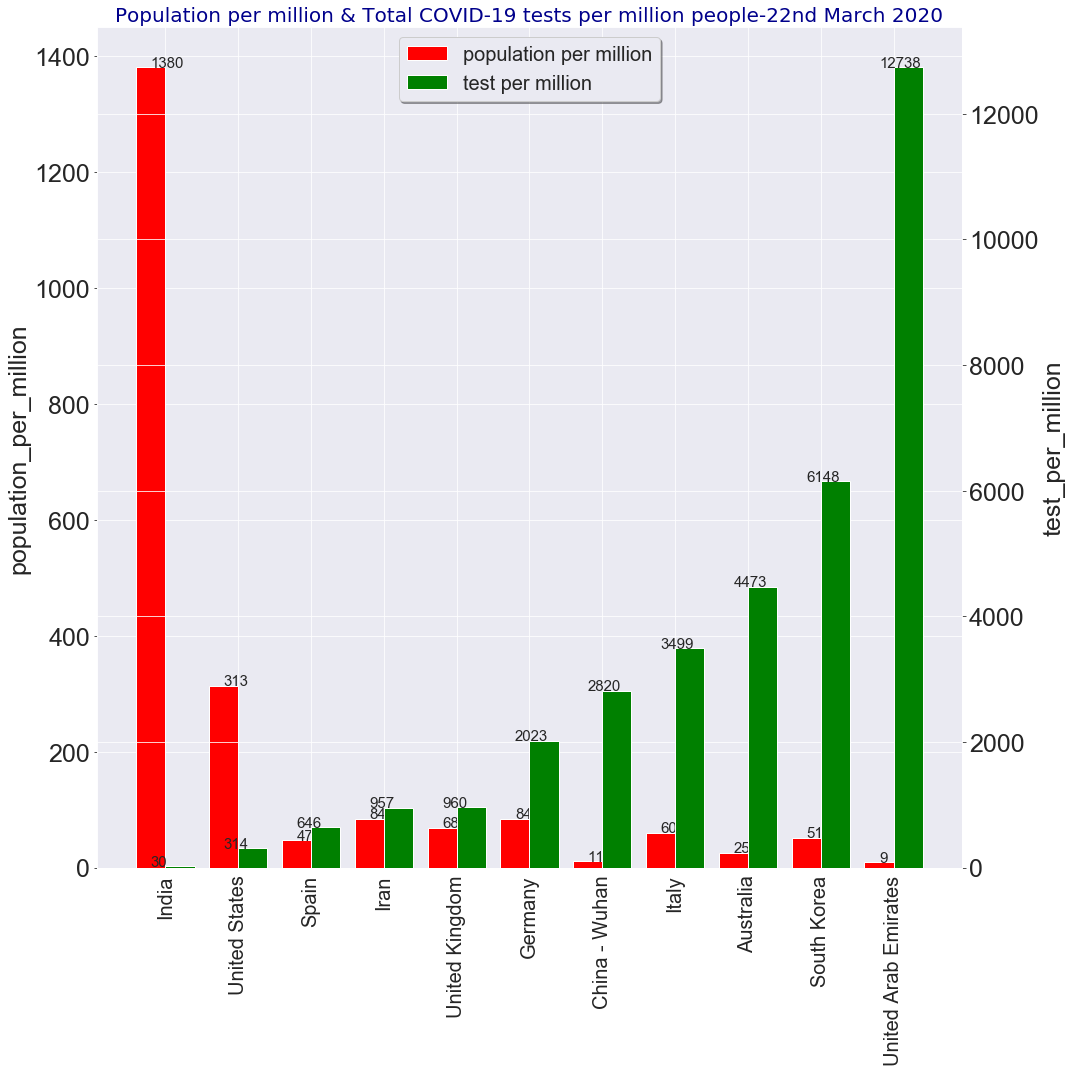 Population per million & Total COVID-19 tests per million people-22nd March 2020
population per million
test per million
population_per_million
1400
1200
1000
800
600
400
200
0
test_per_million
12000
10000
8000
6000
4000
2000
0
1380
30
313
314
646
47
957
84
960
68
2023
84
2820
11
3499
60
4473
25
6148
51
12738
9
India
United States
Spain
Iran
United Kingdom
Germany
China - Wuhan
Italy
Australia
South Korea
United Arab Emirates